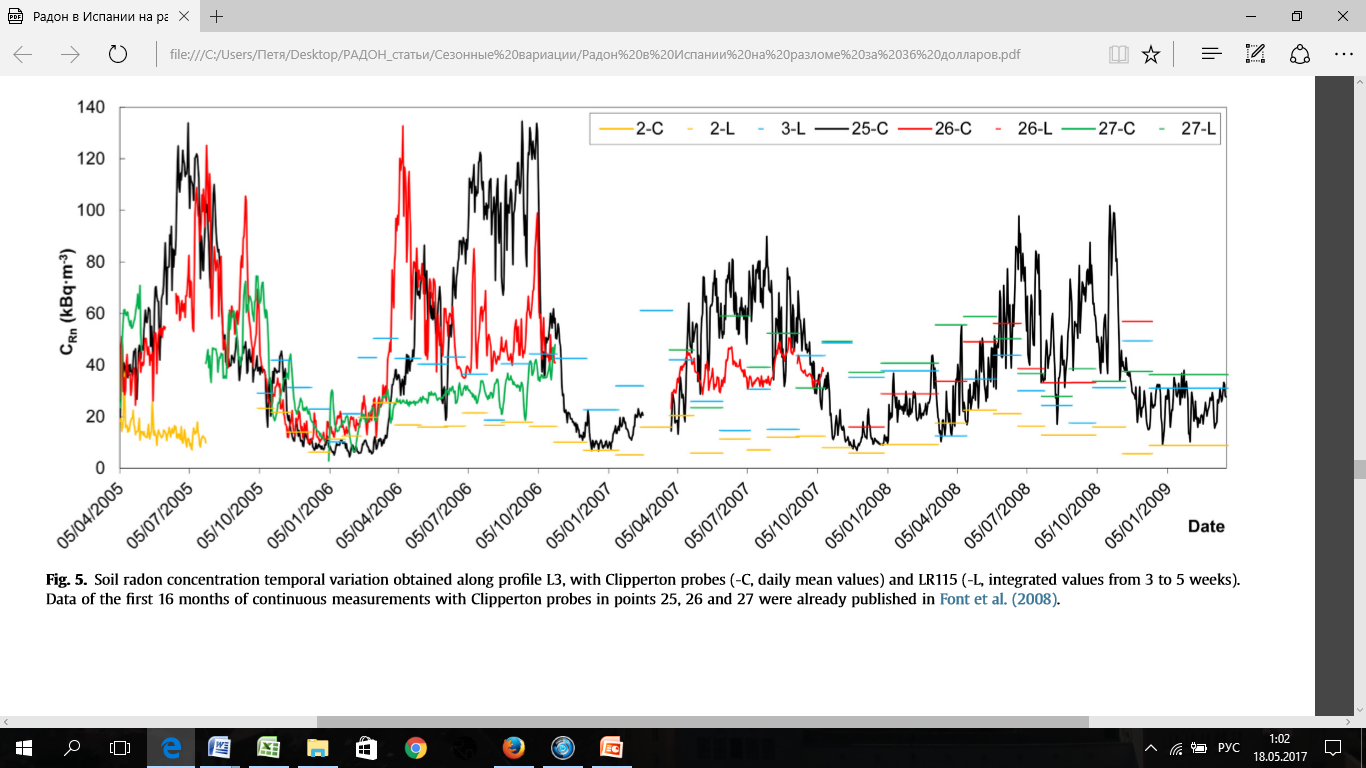 Радон в Испании на ра
file:///C:/Users/Петя/Desktop/РАДОН_статьи/Сезонные%20вариации/Радон%20в%20Испании%20на%20разломе%20за%2036%20долларов.pdf
140
120
100
80
60
40
20
0
C_Rn (kBq·m⁻³)
2-C 2-L 3-L 25-C 26-C 26-L 27-C 27-L
05/04/2005 05/07/2005 05/10/2005 05/01/2006 05/04/2006 05/07/2006 05/10/2006 05/01/2007 05/04/2007 05/07/2007 05/10/2007 05/01/2008 05/04/2008 05/07/2008 05/10/2008 05/01/2009
Date
Fig. 5. Soil radon concentration temporal variation obtained along profile L3, with Clipperton probes (-C, daily mean values) and LR115 (-L, integrated values from 3 to 5 weeks).
Data of the first 16 months of continuous measurements with Clipperton probes in points 25, 26 and 27 were already published in Font et al. (2008).
РУС
1:02
18.05.2017